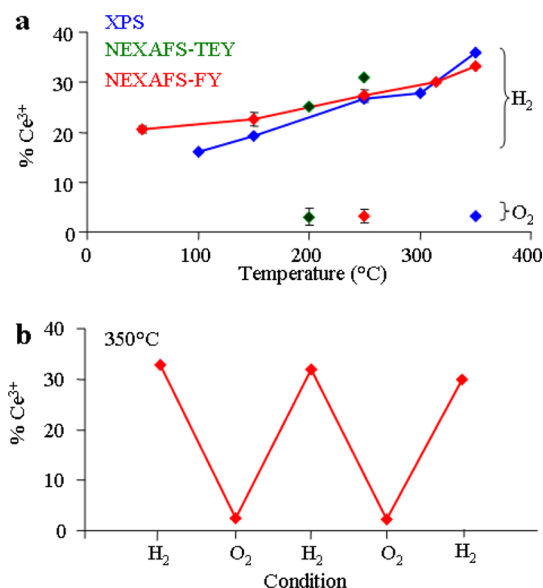 a
XPS
NEXAFS-TEY
NEXAFS-FY
% Ce³⁺
40
30
20
10
0
H₂
O₂
0 100 200 300 400
Temperature (°C)
b
350°C
% Ce³⁺
40
30
20
10
0
H₂ O₂ H₂ O₂ H₂
Condition